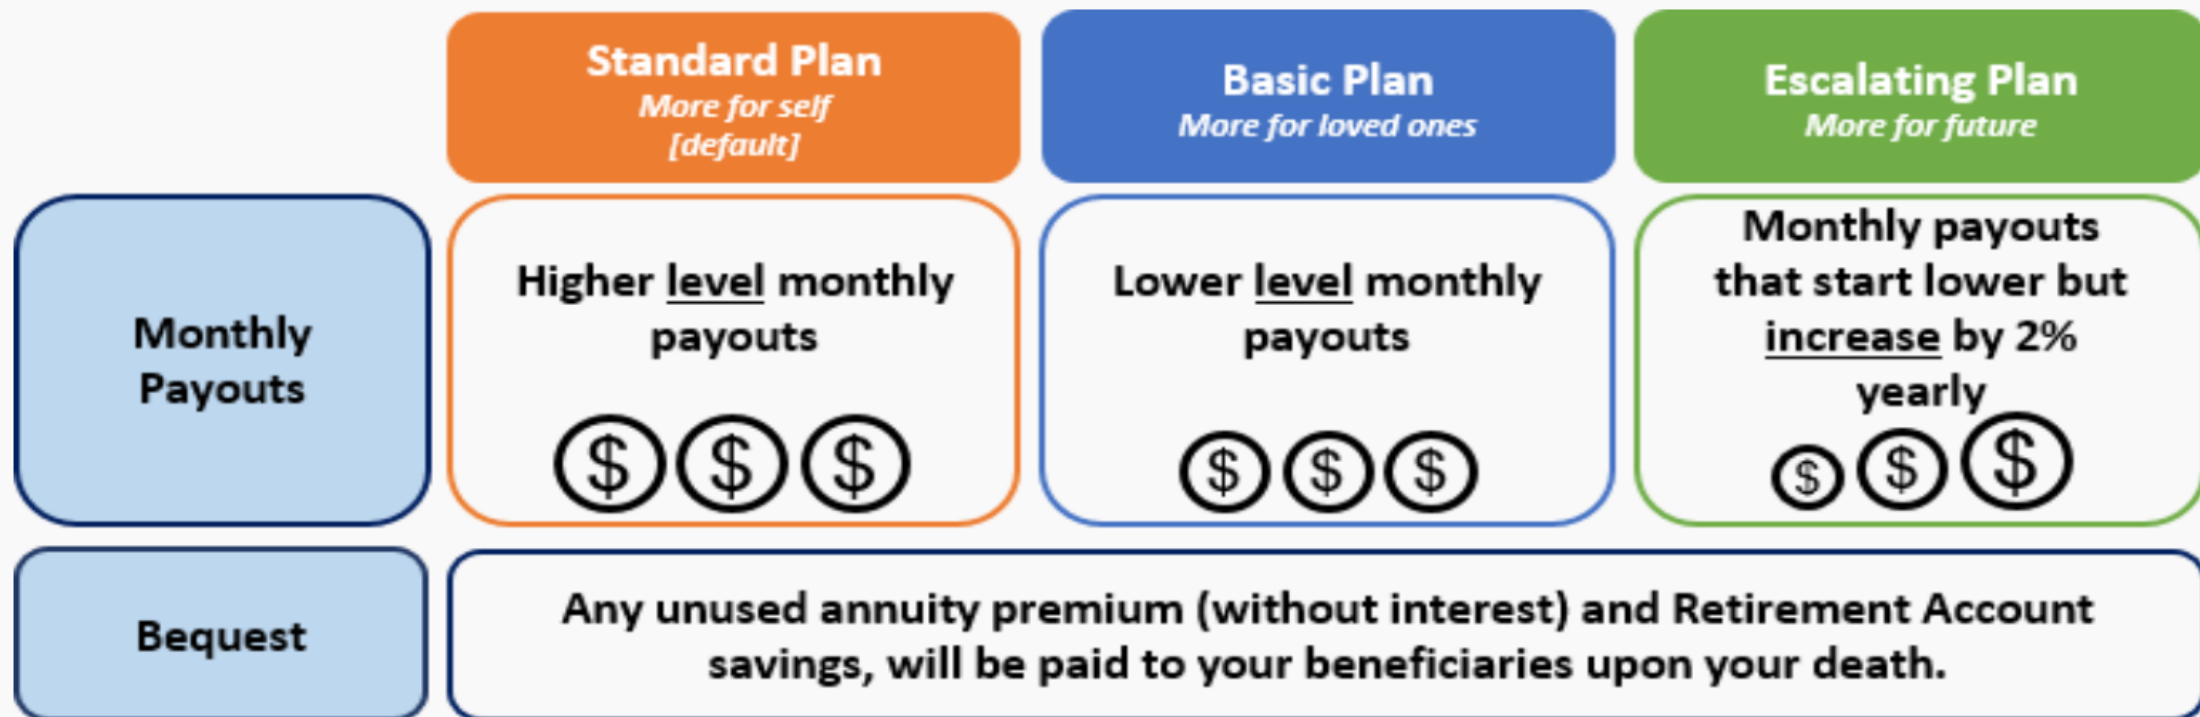 Standard Plan
More for self
[default]
Basic Plan
More for loved ones
Escalating Plan
More for future
Monthly
Payouts
Higher level monthly
payouts
$ $ $
Lower level monthly
payouts
$ $ $
Monthly payouts
that start lower but
increase by 2%
yearly
$ $ $
Bequest
Any unused annuity premium (without interest) and Retirement Account
savings, will be paid to your beneficiaries upon your death.